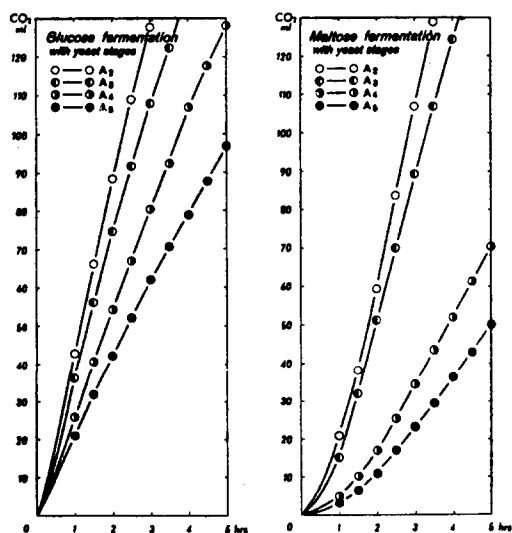 CO₂
ml
Glucose fermentation
with yeast stages
A₂
A₃
A₄
A₅
120
110
100
90
80
70
60
50
40
30
20
10
0 1 2 3 4 5 hrs
CO₂
ml
Maltose fermentation
with yeast stages
A₂
A₃
A₄
A₅
120
110
100
90
80
70
60
50
40
30
20
10
0 1 2 3 4 5 hrs